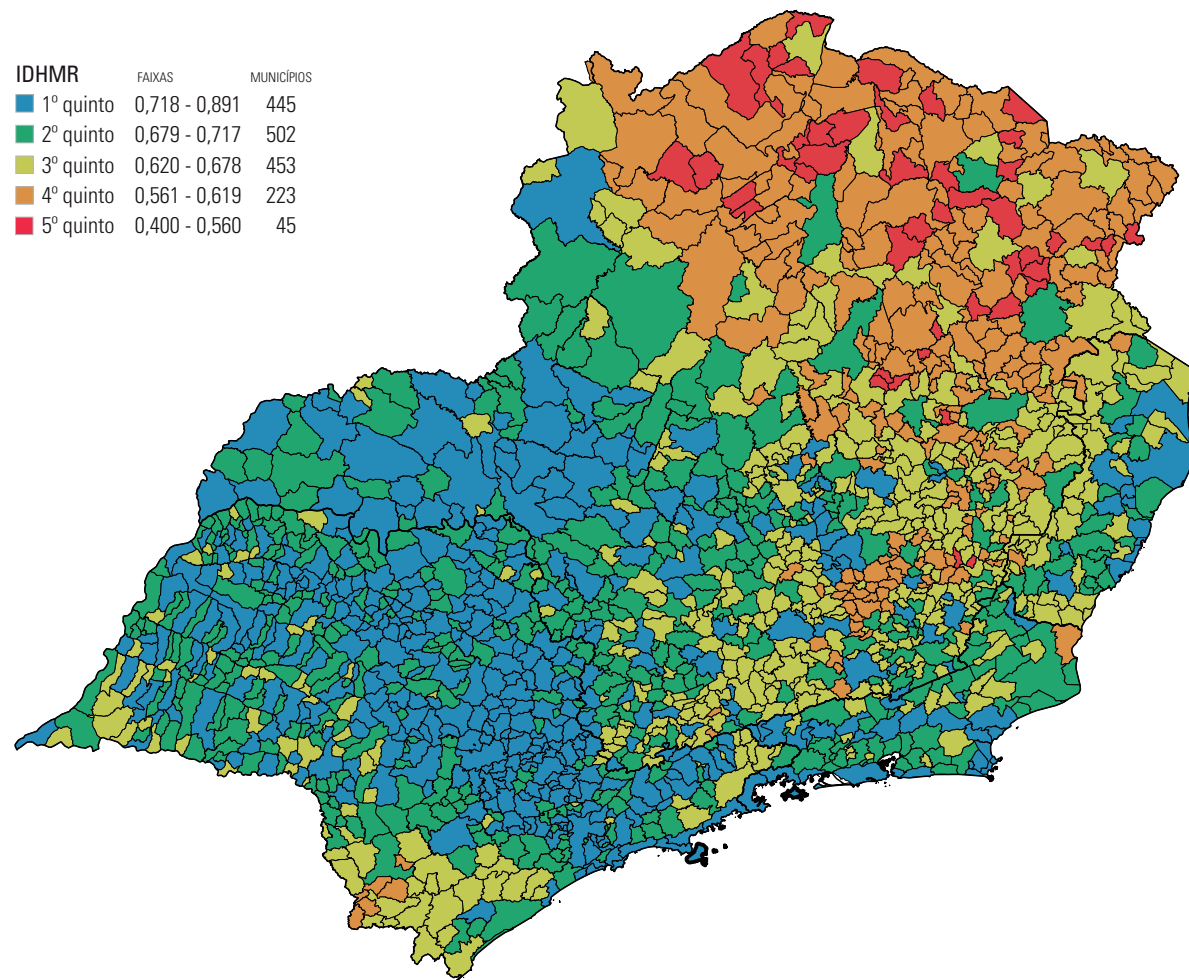 IDHMR FAIXAS MUNICÍPIOS
1º quinto 0,718 - 0,891 445
2º quinto 0,679 - 0,717 502
3º quinto 0,620 - 0,678 453
4º quinto 0,561 - 0,619 223
5º quinto 0,400 - 0,560 45